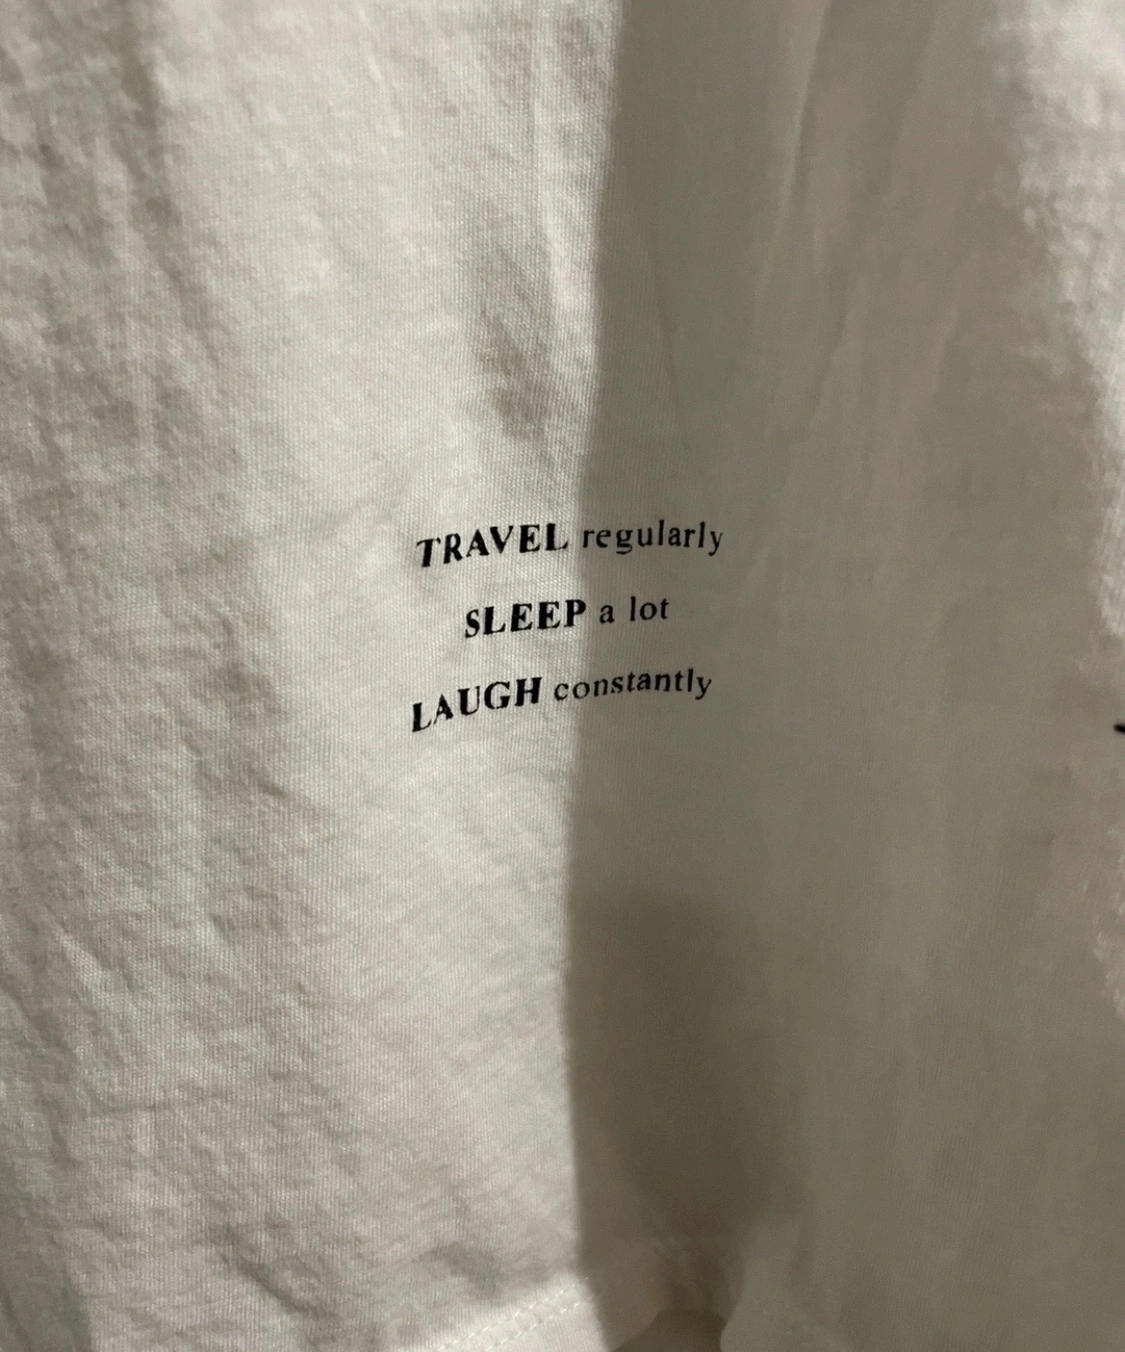 TRAVEL regularly
SLEEP a lot
LAUGH constantly